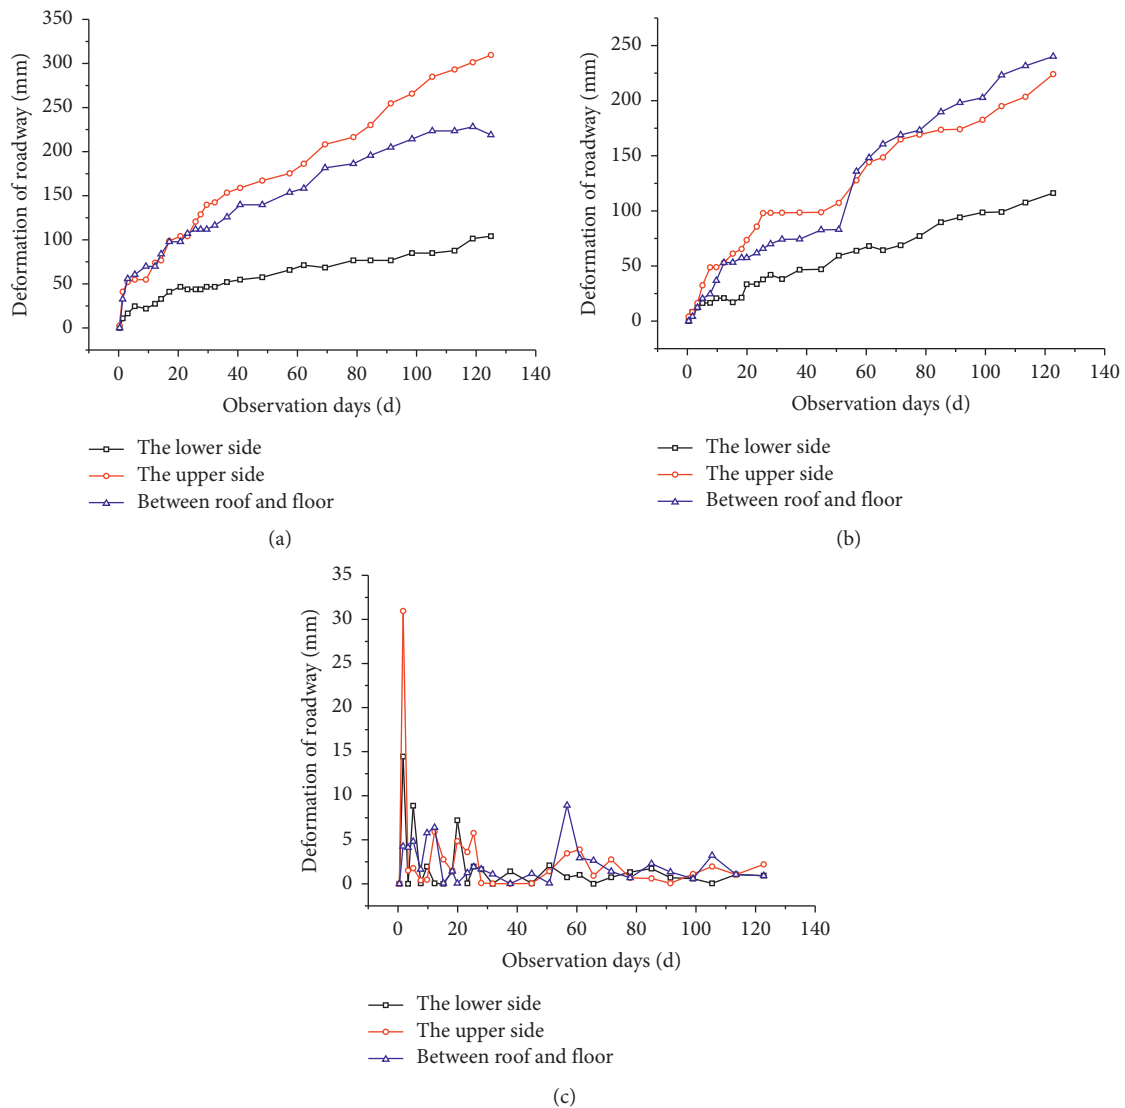 350
300
250
200
150
100
50
0
Deformation of roadway (mm)
0 20 40 60 80 100 120 140
Observation days (d)
The lower side
The upper side
Between roof and floor
(a)
250
200
150
100
50
0
Deformation of roadway (mm)
0 20 40 60 80 100 120 140
Observation days (d)
The lower side
The upper side
Between roof and floor
(b)
35
30
25
20
15
10
5
0
Deformation of roadway (mm)
0 20 40 60 80 100 120 140
Observation days (d)
The lower side
The upper side
Between roof and floor
(c)